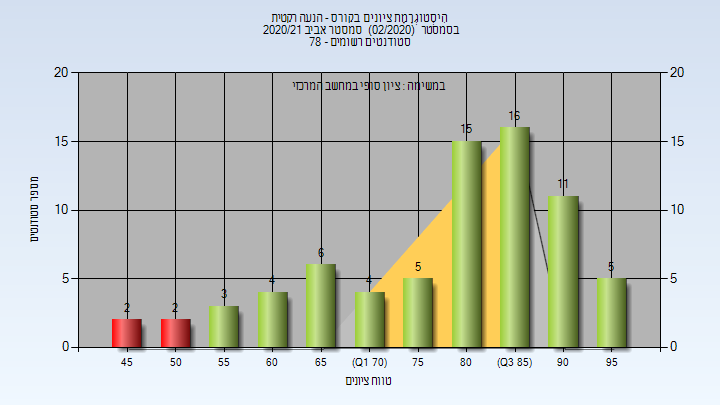 היסטוגרמת ציונים בקורס - הנעה רקטית
בסמסטר (02/2020) סמסטר אביב 2020/21
סטודנטים רשומים - 78
במשימה : ציון סופי במחשב המרכזי
20 20
15 15
10 10
5 5
0 0
מספר סטודנטים
2 2 3 4 6 4 5 15 16 11 5
45 50 55 60 65 (Q1 70) 75 80 (Q3 85) 90 95
טווח ציונים